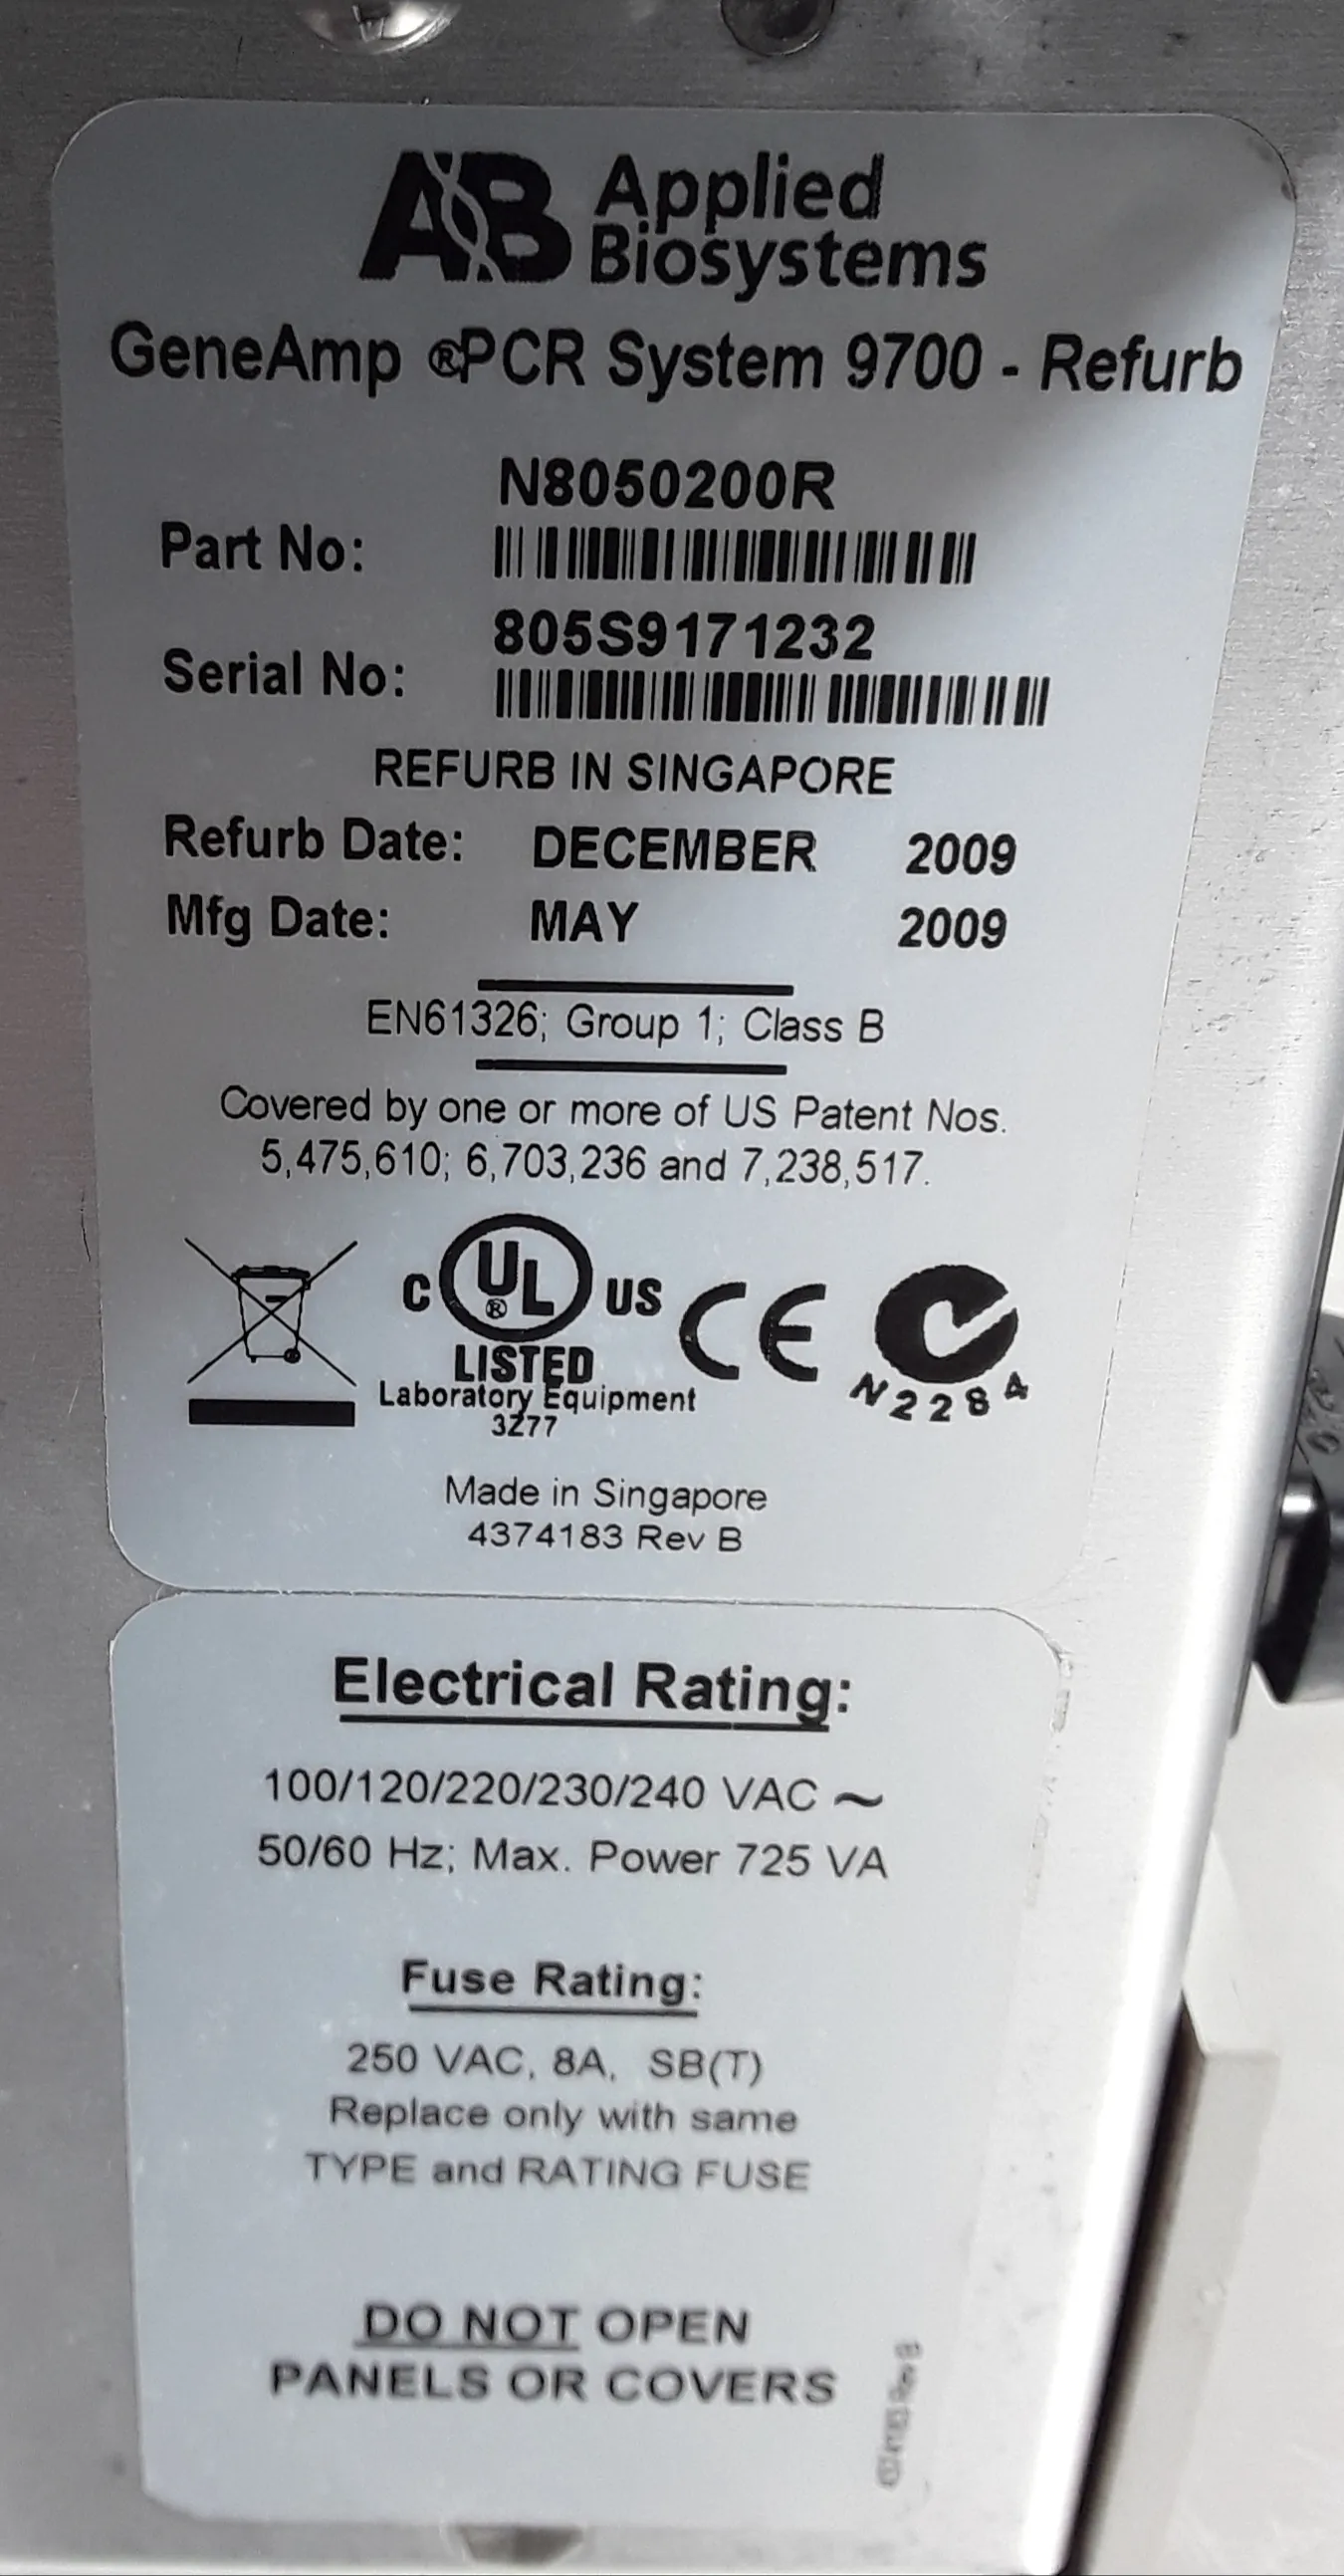 AB Applied
Biosystems
GeneAmp ®PCR System 9700 - Refurb
N8050200R
Part No:
805S9171232
Serial No:
REFURB IN SINGAPORE
Refurb Date: DECEMBER 2009
Mfg Date: MAY 2009
EN61326; Group 1; Class B
Covered by one or more of US Patent Nos.
5,475,610; 6,703,236 and 7,238,517.
C UL ® US CE
LISTED
Laboratory Equipment
3Z77
N2284
Made in Singapore
4374183 Rev B
Electrical Rating:
100/120/220/230/240 VAC ~
50/60 Hz; Max. Power 725 VA
Fuse Rating:
250 VAC, 8A, SB(T)
Replace only with same
TYPE and RATING FUSE
DO NOT OPEN
PANELS OR COVERS
Rev B